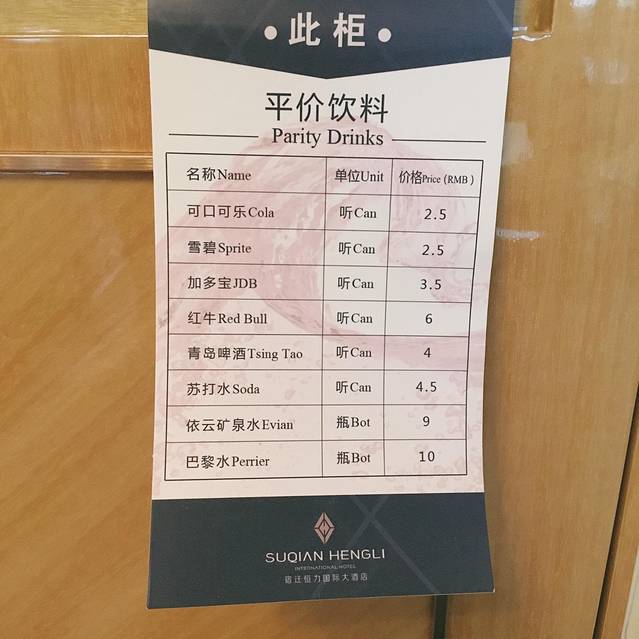 • 此柜 •
平价饮料
Parity Drinks
名称Name 单位Unit 价格Price (RMB)
可口可乐Cola 听Can 2.5
雪碧Sprite 听Can 2.5
加多宝JDB 听Can 3.5
红牛Red Bull 听Can 6
青岛啤酒Tsing Tao 听Can 4
苏打水Soda 听Can 4.5
依云矿泉水Evian 瓶Bot 9
巴黎水Perrier 瓶Bot 10
SUQIAN HENGLI
INTERNATIONAL HOTEL
宿迁恒力国际大酒店